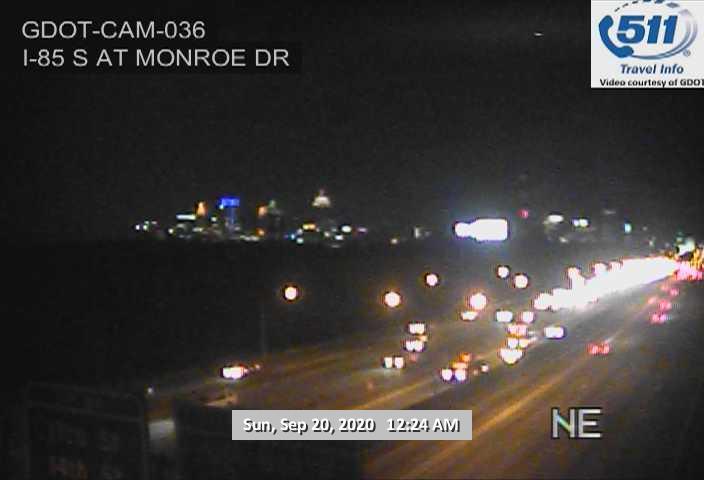 GDOT-CAM-036
I-85 S AT MONROE DR
511
Travel Info
Video courtesy of GDOT
Sun, Sep 20, 2020 12:24 AM
NE